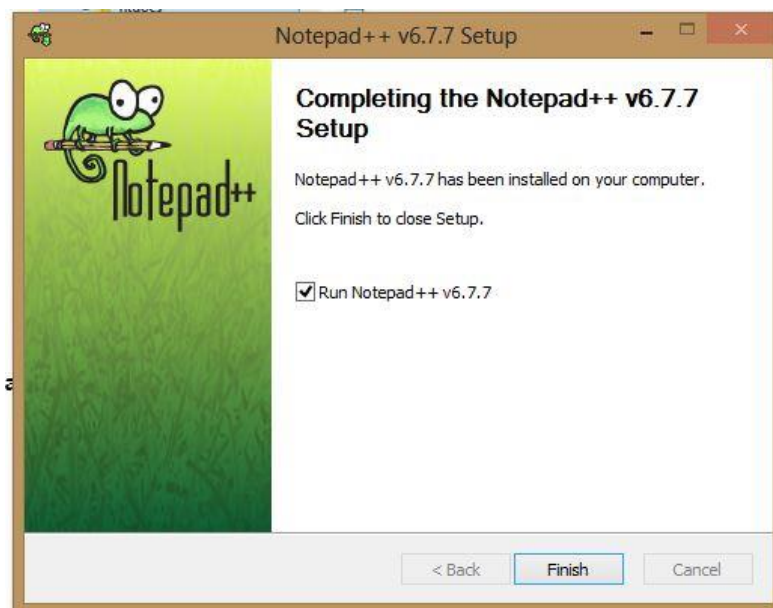 Notepad++ v6.7.7 Setup
Notepad++
Completing the Notepad++ v6.7.7
Setup
Notepad++ v6.7.7 has been installed on your computer.
Click Finish to close Setup.
Run Notepad++ v6.7.7
< Back
Finish
Cancel